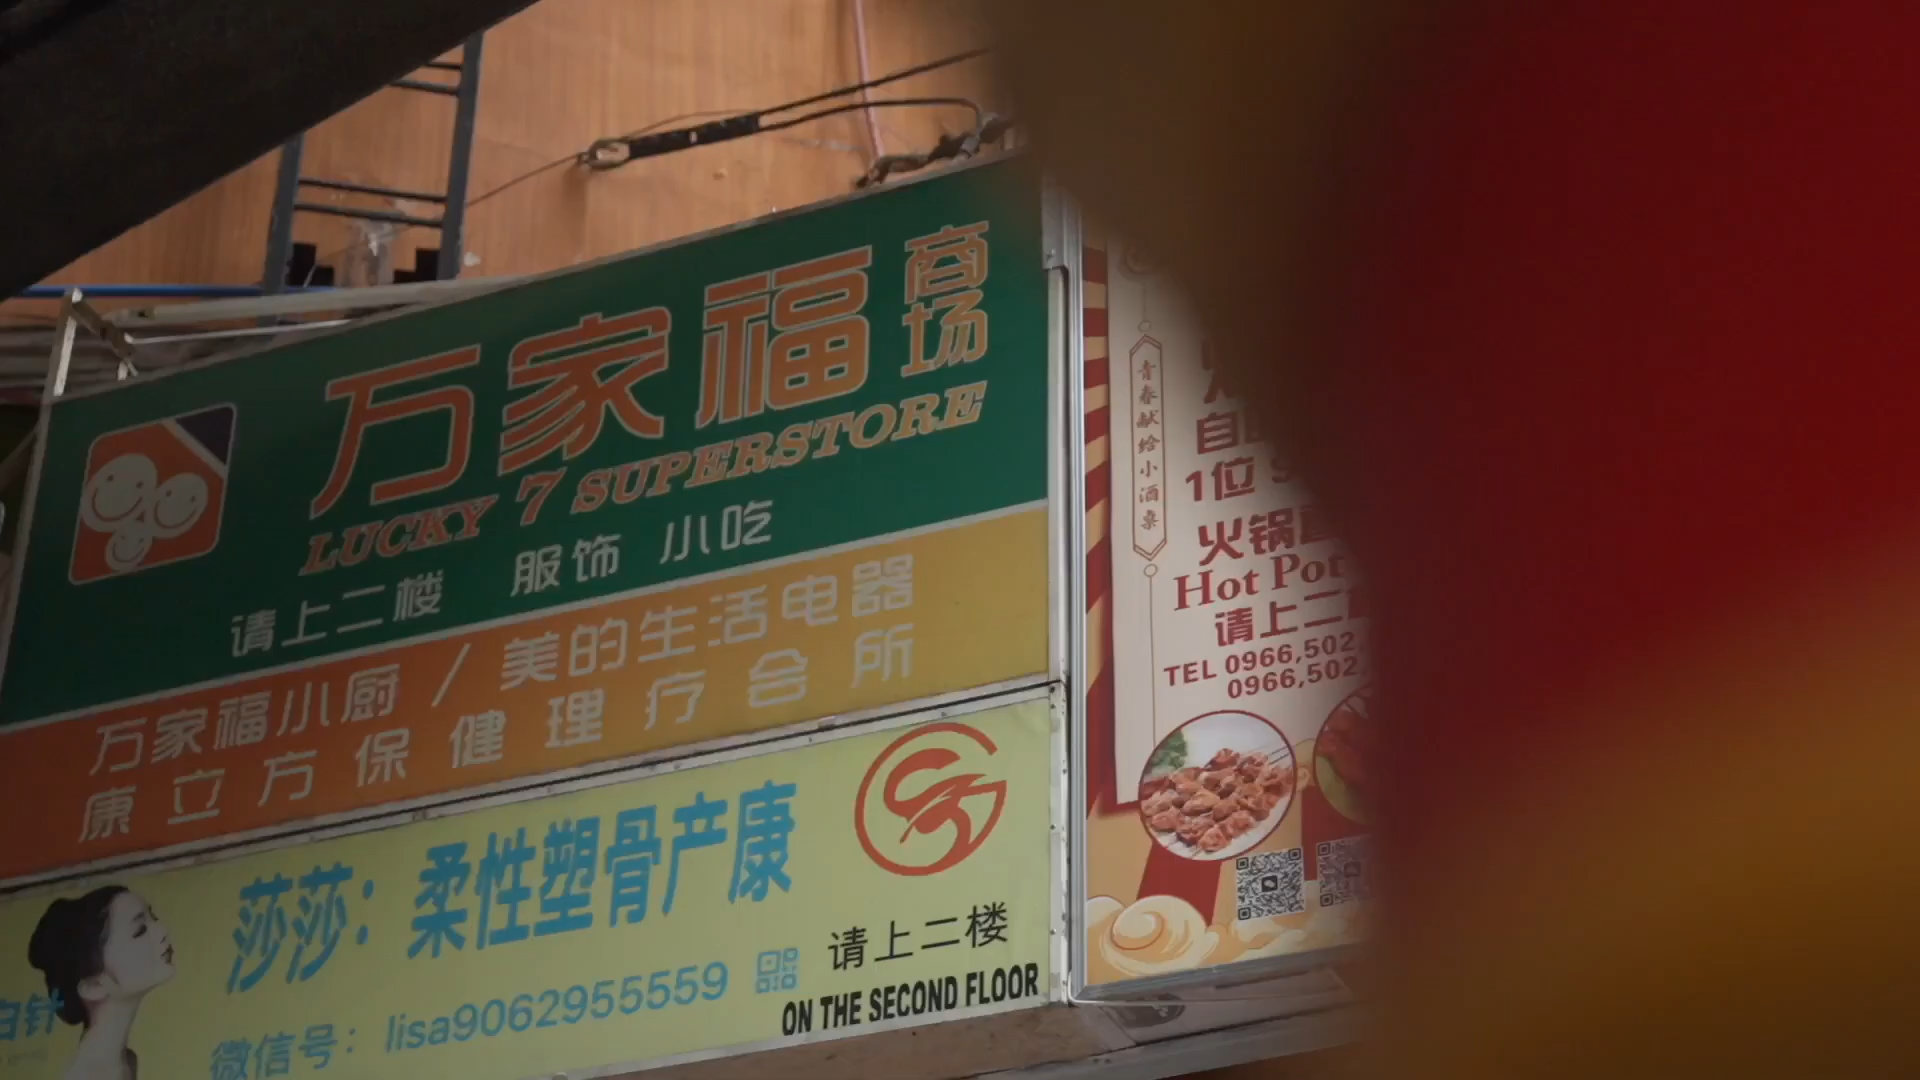 万家福
商场
LUCKY 7 SUPERSTORE
请上二楼 服饰 小吃
万家福小厨 / 美的生活电器
康立方保健理疗合所
莎莎：柔性塑骨产康
微信号：lisa9062955559
请上二楼
ON THE SECOND FLOOR
白针
青春献给小酒桌
1位
火锅
Hot Pot
请上二
TEL 0966,502
0966,502